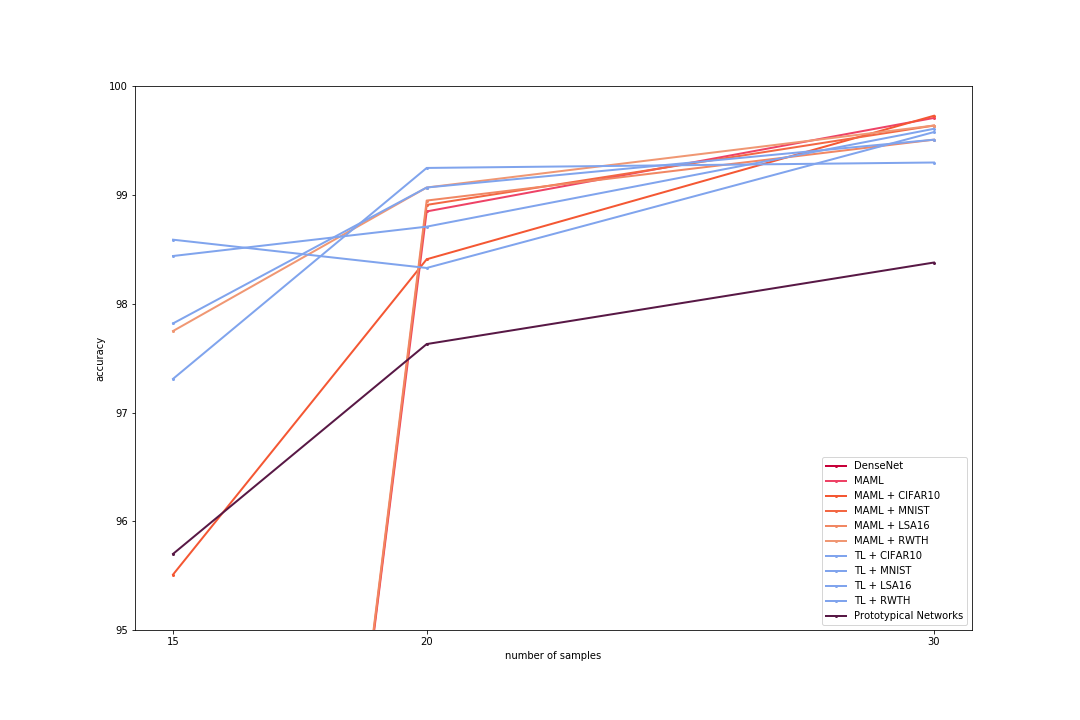 100
99
98
97
96
95
accuracy
15
20
30
number of samples
DenseNet
MAML
MAML + CIFAR10
MAML + MNIST
MAML + LSA16
MAML + RWTH
TL + CIFAR10
TL + MNIST
TL + LSA16
TL + RWTH
Prototypical Networks